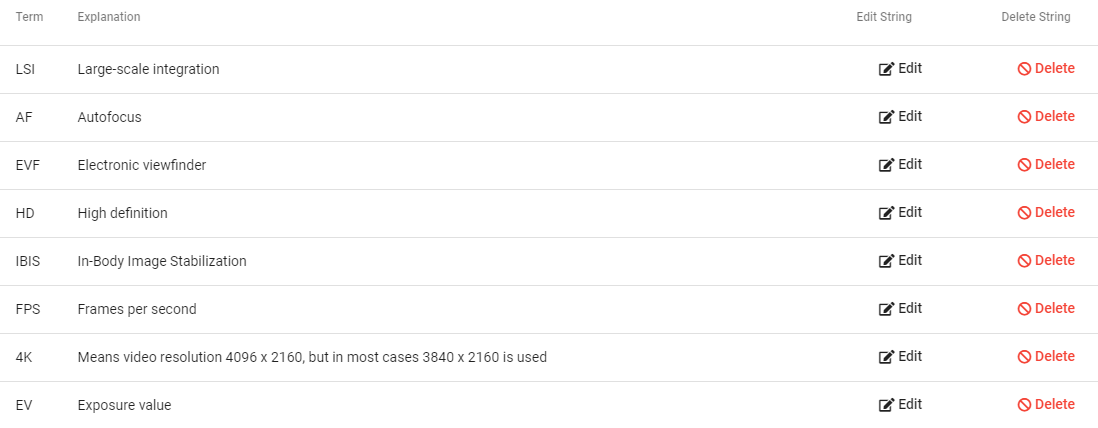 Term Explanation Edit String Delete String
LSI Large-scale integration Edit Delete
AF Autofocus Edit Delete
EVF Electronic viewfinder Edit Delete
HD High definition Edit Delete
IBIS In-Body Image Stabilization Edit Delete
FPS Frames per second Edit Delete
4K Means video resolution 4096 x 2160, but in most cases 3840 x 2160 is used Edit Delete
EV Exposure value Edit Delete